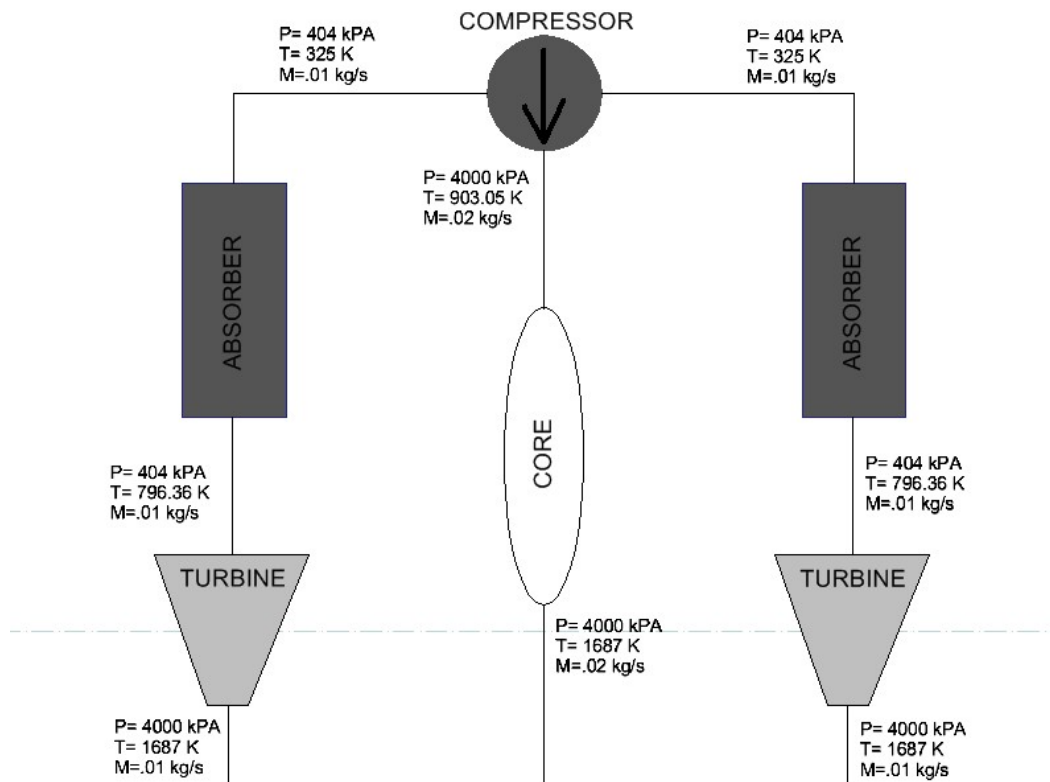 COMPRESSOR
P= 404 kPA
T= 325 K
M=.01 kg/s
P= 404 kPA
T= 325 K
M=.01 kg/s
P= 4000 kPA
T= 903.05 K
M=.02 kg/s
ABSORBER
CORE
ABSORBER
P= 404 kPA
T= 796.36 K
M=.01 kg/s
P= 404 kPA
T= 796.36 K
M=.01 kg/s
TURBINE
TURBINE
P= 4000 kPA
T= 1687 K
M=.02 kg/s
P= 4000 kPA
T= 1687 K
M=.01 kg/s
P= 4000 kPA
T= 1687 K
M=.01 kg/s